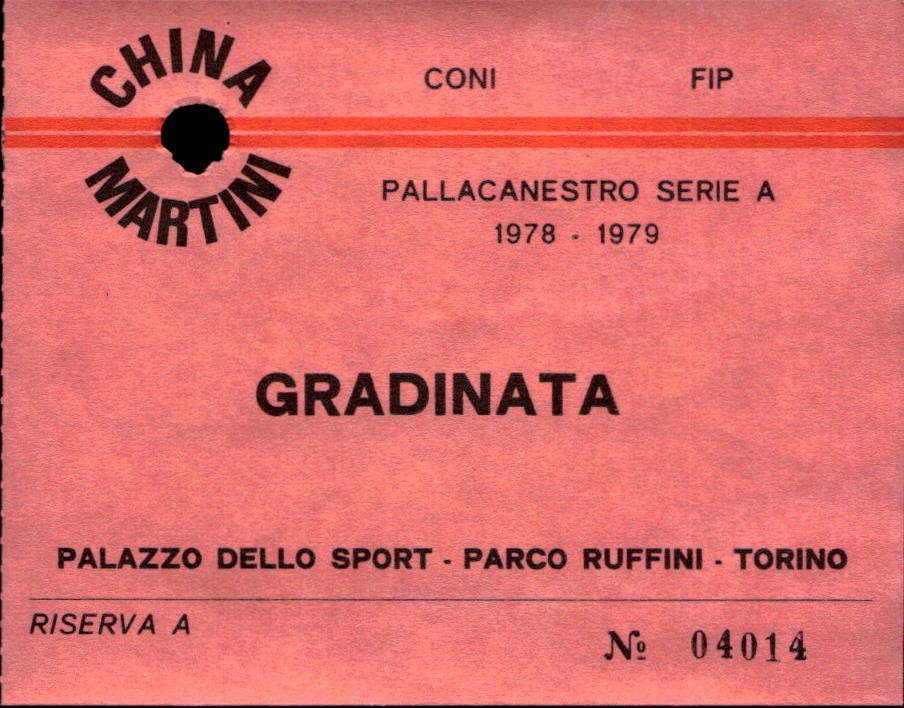 CHINA
MARTINI
CONI FIP
PALLACANESTRO SERIE A
1978 - 1979
GRADINATA
PALAZZO DELLO SPORT - PARCO RUFFINI - TORINO
RISERVA A
№ 04014